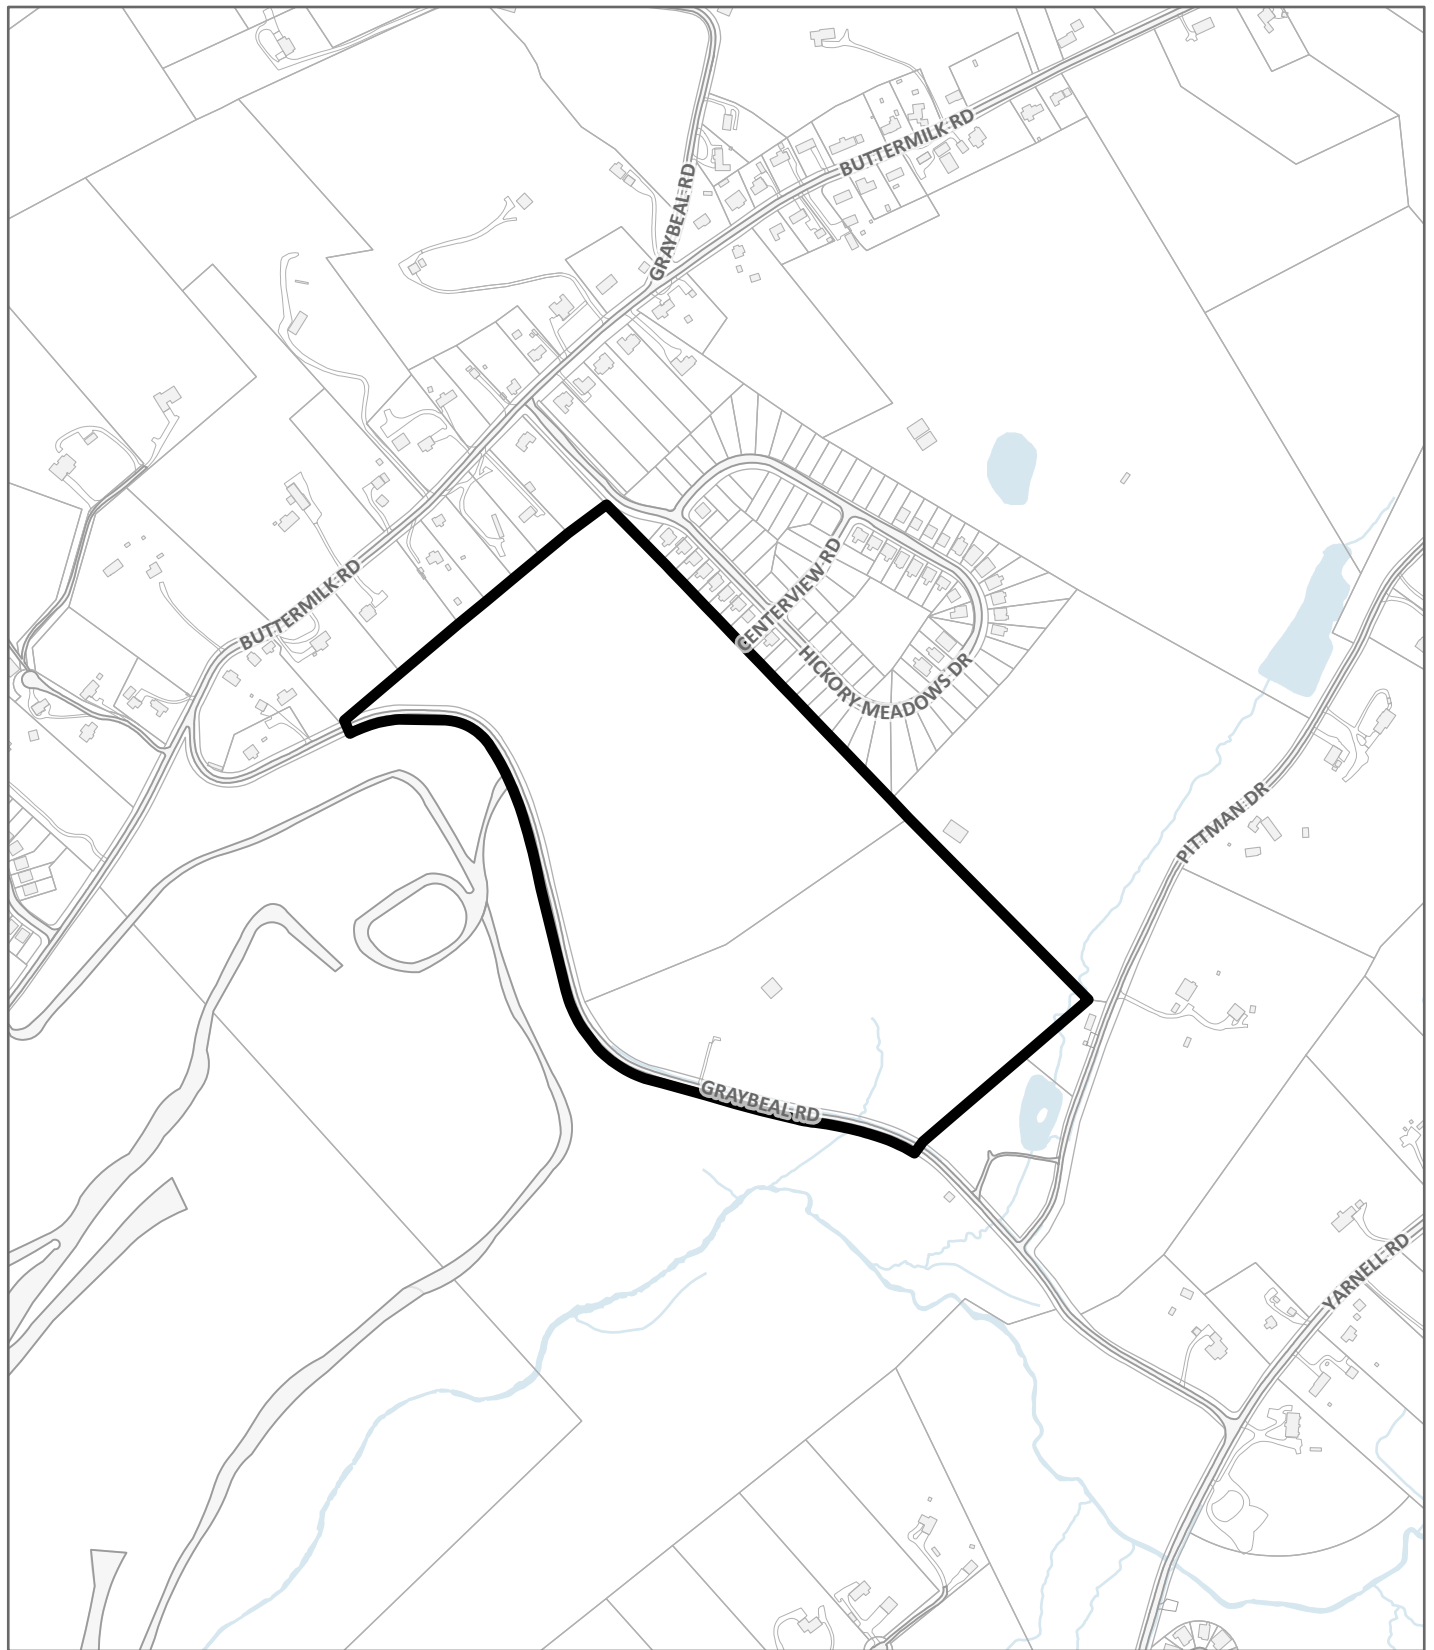 BUTTERMILK RD
GRAYBEAL RD
BUTTERMILK RD
CENTERVIEW RD
HICKORY MEADOWS DR
PITTMAN DR
GRAYBEAL RD
YARNELL RD